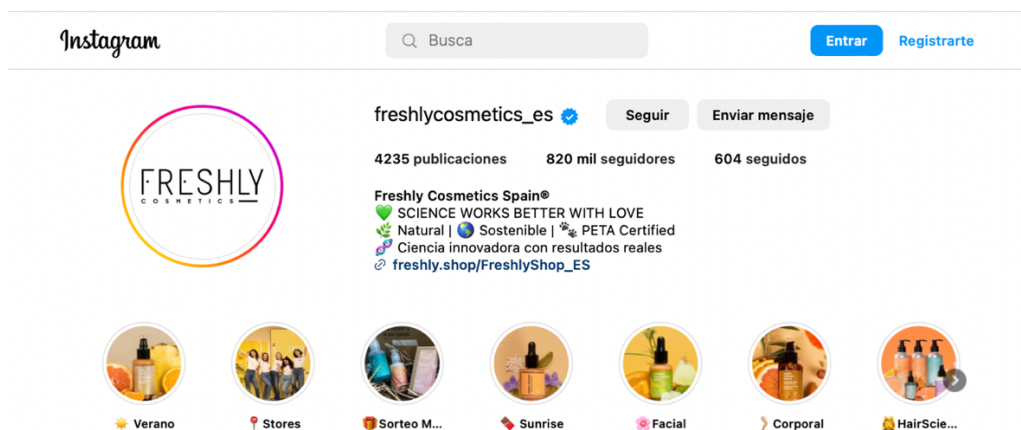 Instagram
Busca
Entrar
Registrarte
freshlycosmetics_es
Seguir
Enviar mensaje
4235 publicaciones
820 mil seguidores
604 seguidos
FRESHLY
COSMETICS
Freshly Cosmetics Spain®
💚 SCIENCE WORKS BETTER WITH LOVE
🌿 Natural | 🌎 Sostenible | 🐾 PETA Certified
🧬 Ciencia innovadora con resultados reales
freshly.shop/FreshlyShop_ES
☀️ Verano
📍 Stores
🎁Sorteo M...
🍫 Sunrise
🌸Facial
🦵 Corporal
🐹HairScie...